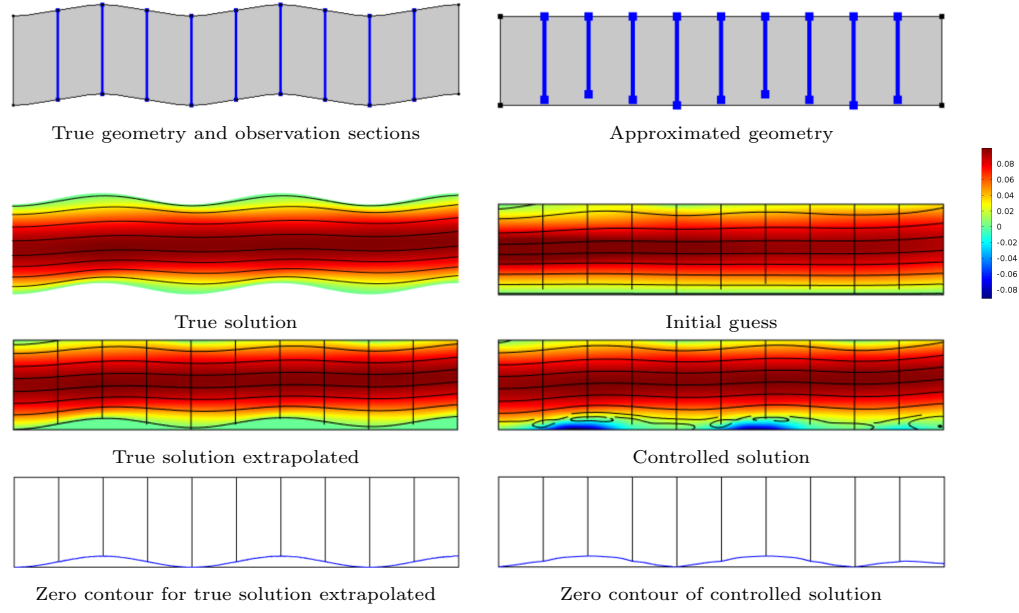 True geometry and observation sections
Approximated geometry
0.08
0.06
0.04
0.02
0
-0.02
-0.04
-0.06
-0.08
True solution
Initial guess
True solution extrapolated
Controlled solution
Zero contour for true solution extrapolated
Zero contour of controlled solution